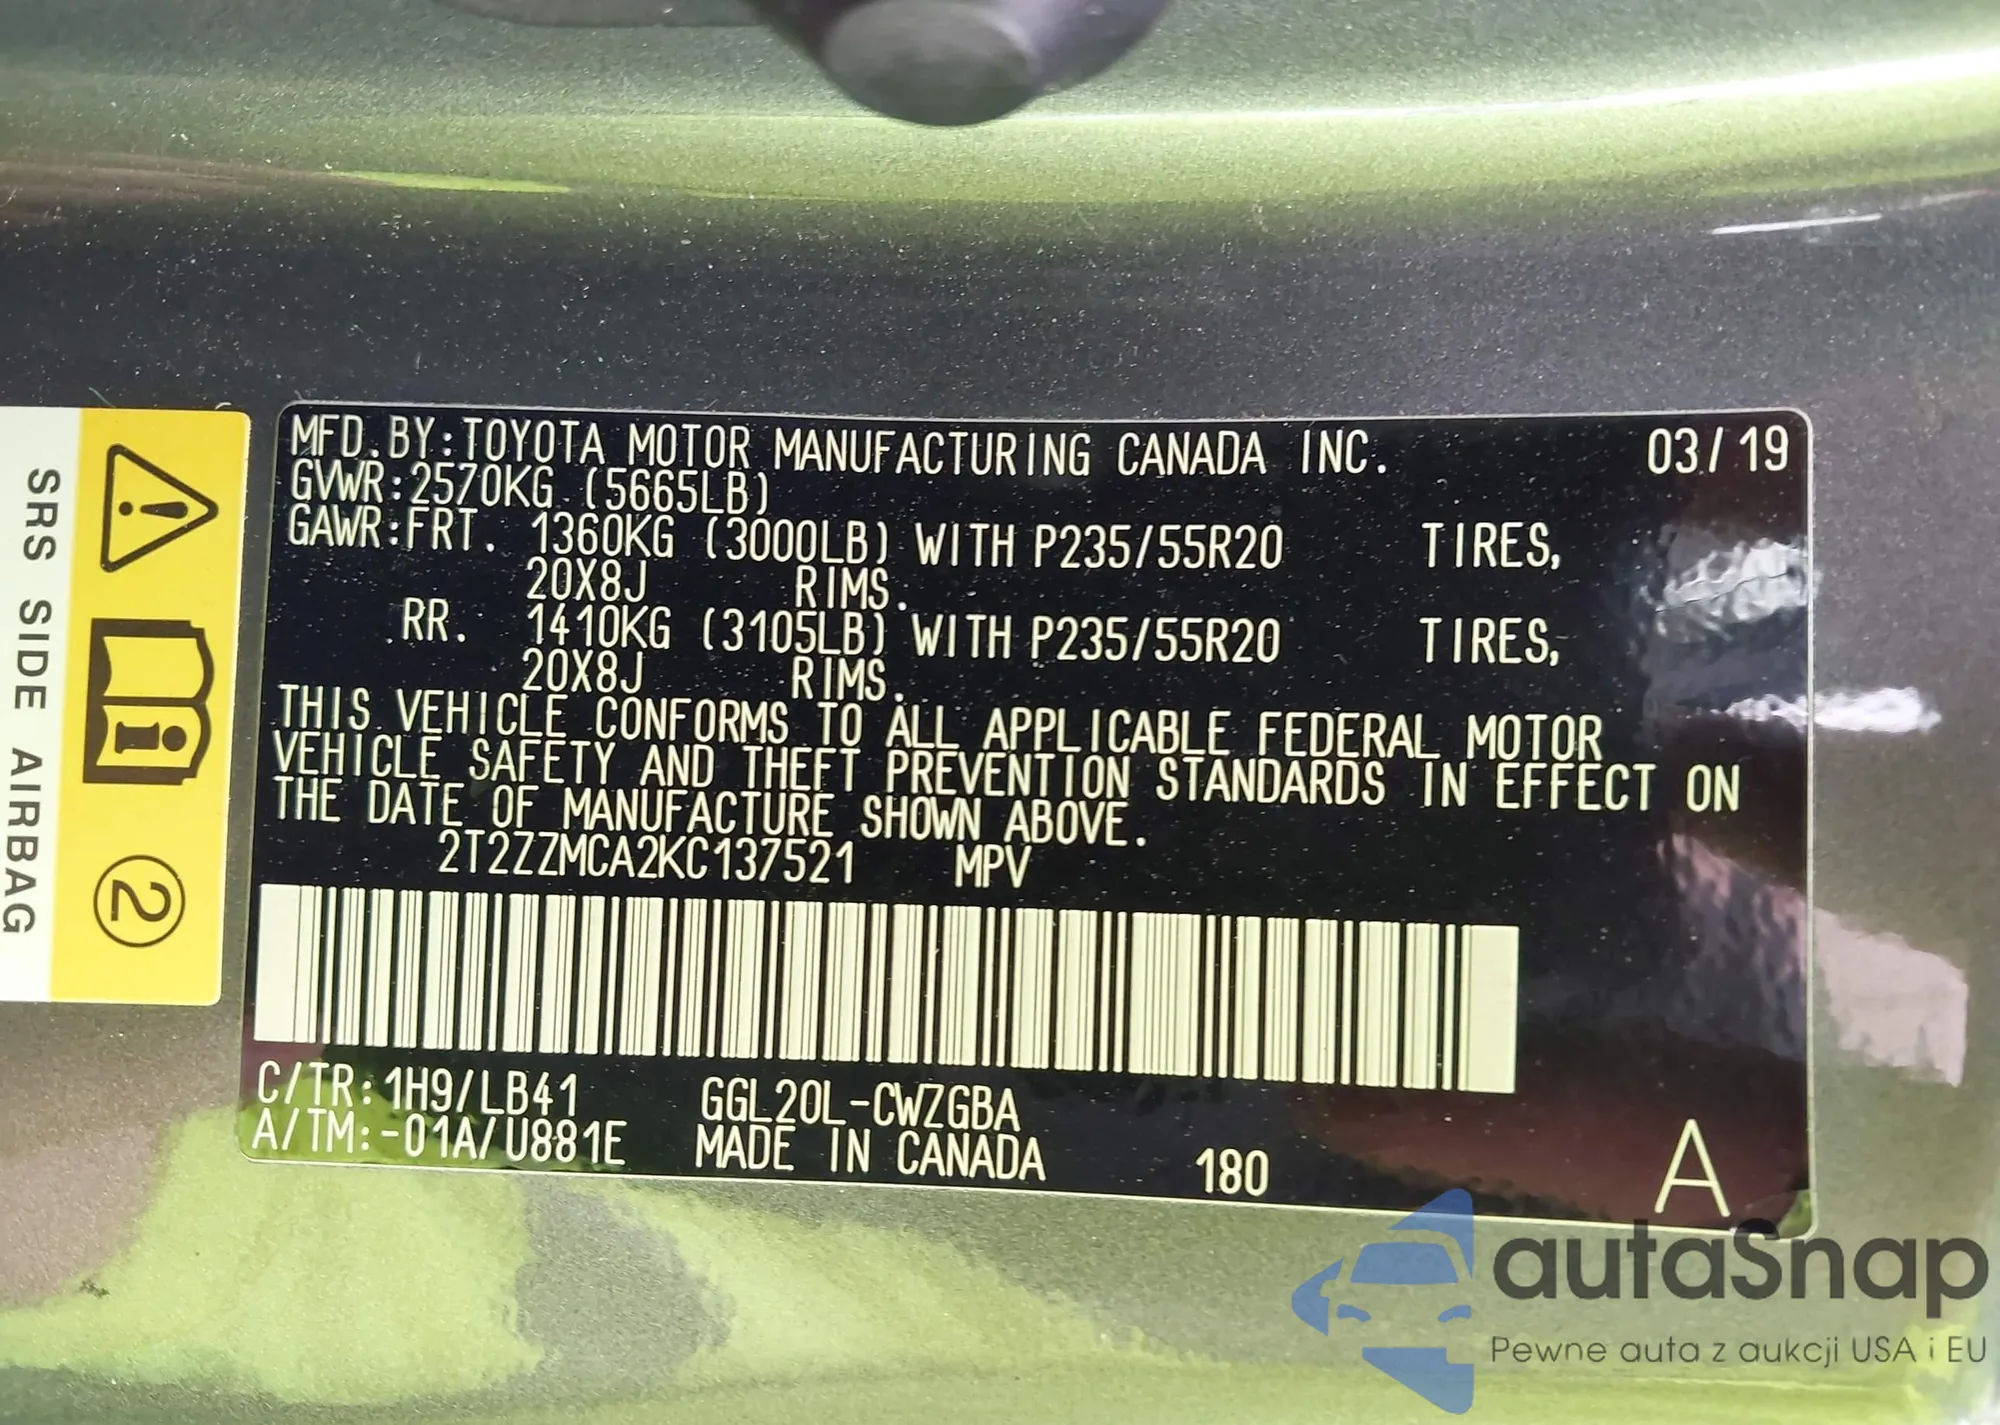 MFD.BY:TOYOTA MOTOR MANUFACTURING CANADA INC. 03/19
GVWR:2570KG (5665LB)
GAWR:FRT. 1360KG (3000LB) WITH P235/55R20 TIRES,
20X8J RIMS.
RR. 1410KG (3105LB) WITH P235/55R20 TIRES,
20X8J RIMS.
THIS VEHICLE CONFORMS TO ALL APPLICABLE FEDERAL MOTOR
VEHICLE SAFETY AND THEFT PREVENTION STANDARDS IN EFFECT ON
THE DATE OF MANUFACTURE SHOWN ABOVE.
2T2ZZMCA2KC137521 MPV
C/TR:1H9/LB41 GGL20L-CWZGBA
A/TM:-01A/U881E MADE IN CANADA 180 A
SRS SIDE AIRBAG
2
autaSnap
Pewne auta z aukcji USA i EU